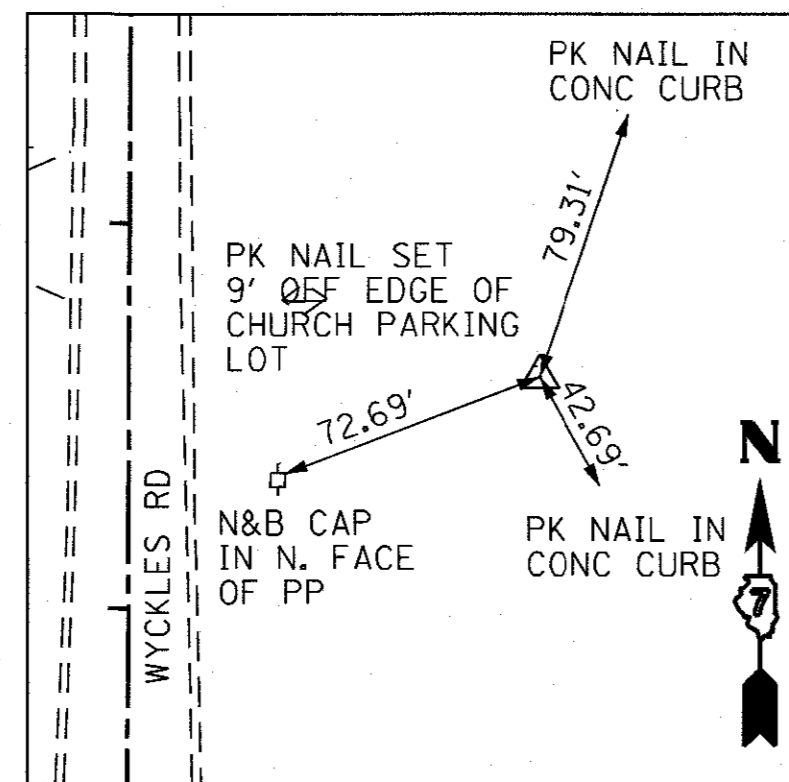 PK NAIL IN
CONC CURB
79.31'
PK NAIL SET
9' OFF EDGE OF
CHURCH PARKING
LOT
72.69'
42.69'
N
N&B CAP
IN N. FACE
OF PP
PK NAIL IN
CONC CURB
7
WYCKLES RD